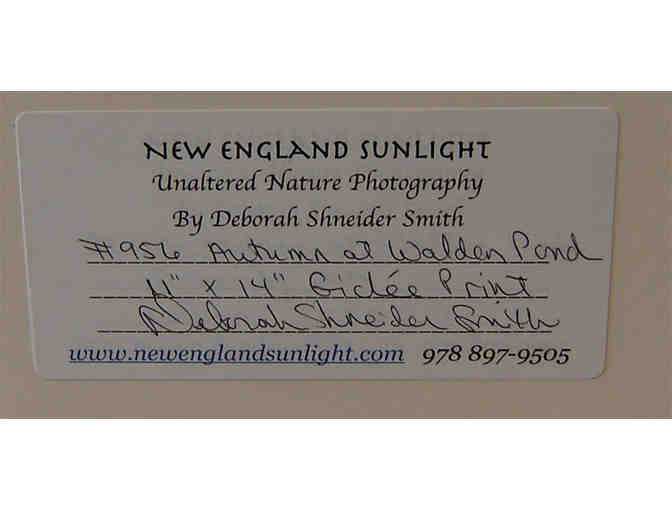 NEW ENGLAND SUNLIGHT
Unaltered Nature Photography
By Deborah Shneider Smith
#956 Autumn at Walden Pond
11" x 14" Giclée Print
Deborah Shneider Smith
www.newenglandsunlight.com 978 897-9505